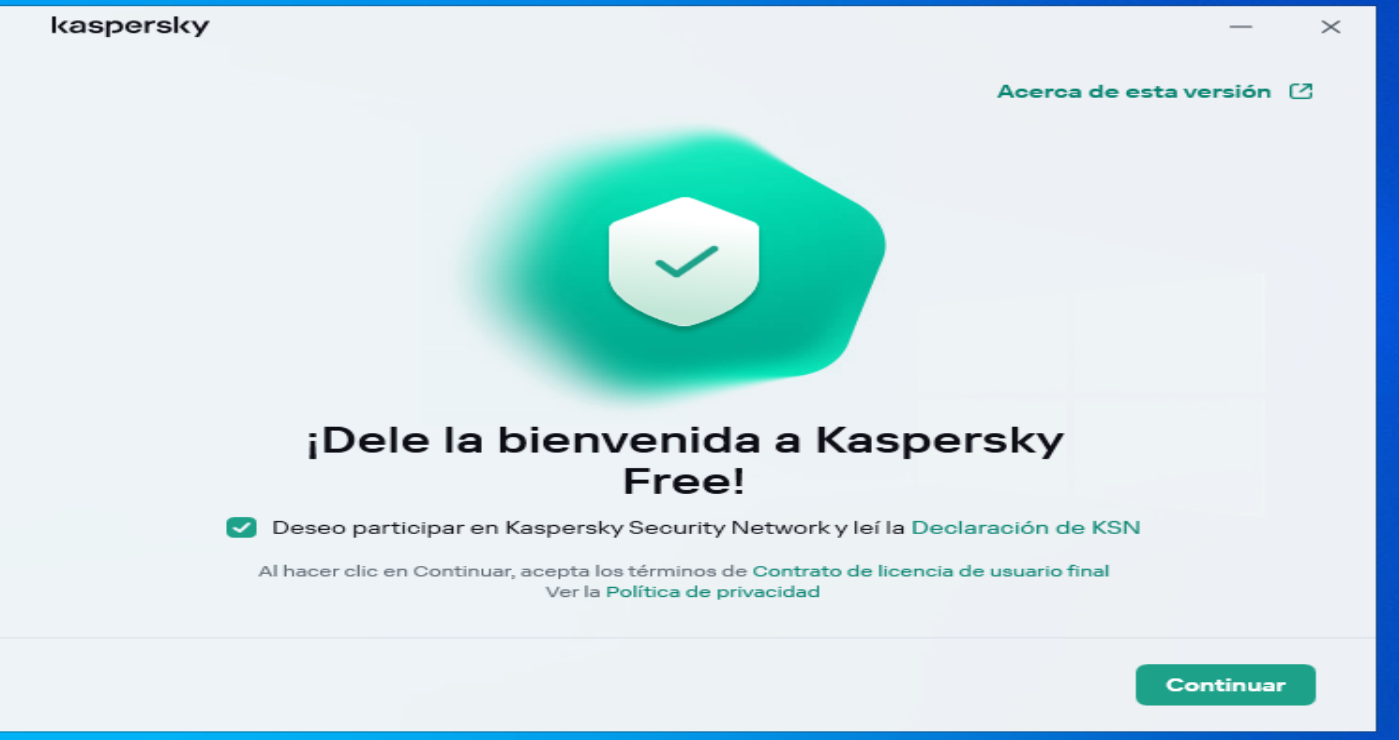 kaspersky
Acerca de esta versión
¡Dele la bienvenida a Kaspersky
Free!
Deseo participar en Kaspersky Security Network y leí la Declaración de KSN
Al hacer clic en Continuar, acepta los términos de Contrato de licencia de usuario final
Ver la Política de privacidad
Continuar